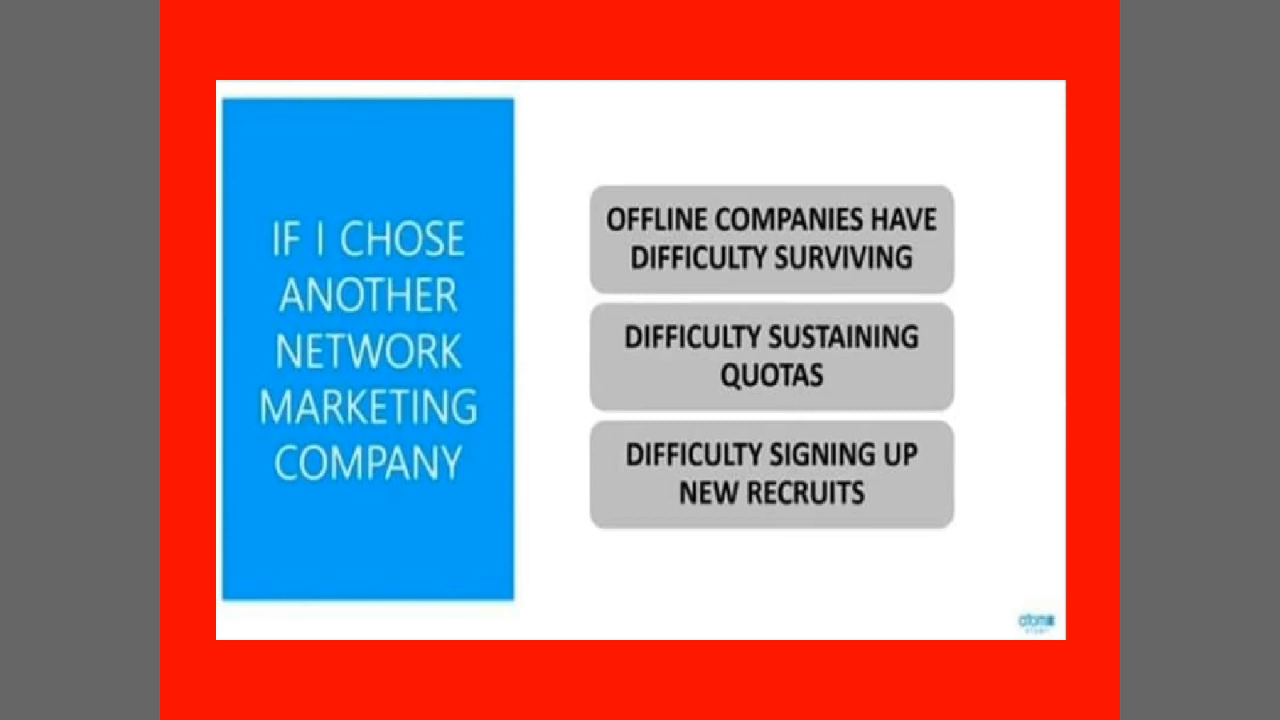 IF I CHOSE
ANOTHER
NETWORK
MARKETING
COMPANY
OFFLINE COMPANIES HAVE
DIFFICULTY SURVIVING
DIFFICULTY SUSTAINING
QUOTAS
DIFFICULTY SIGNING UP
NEW RECRUITS